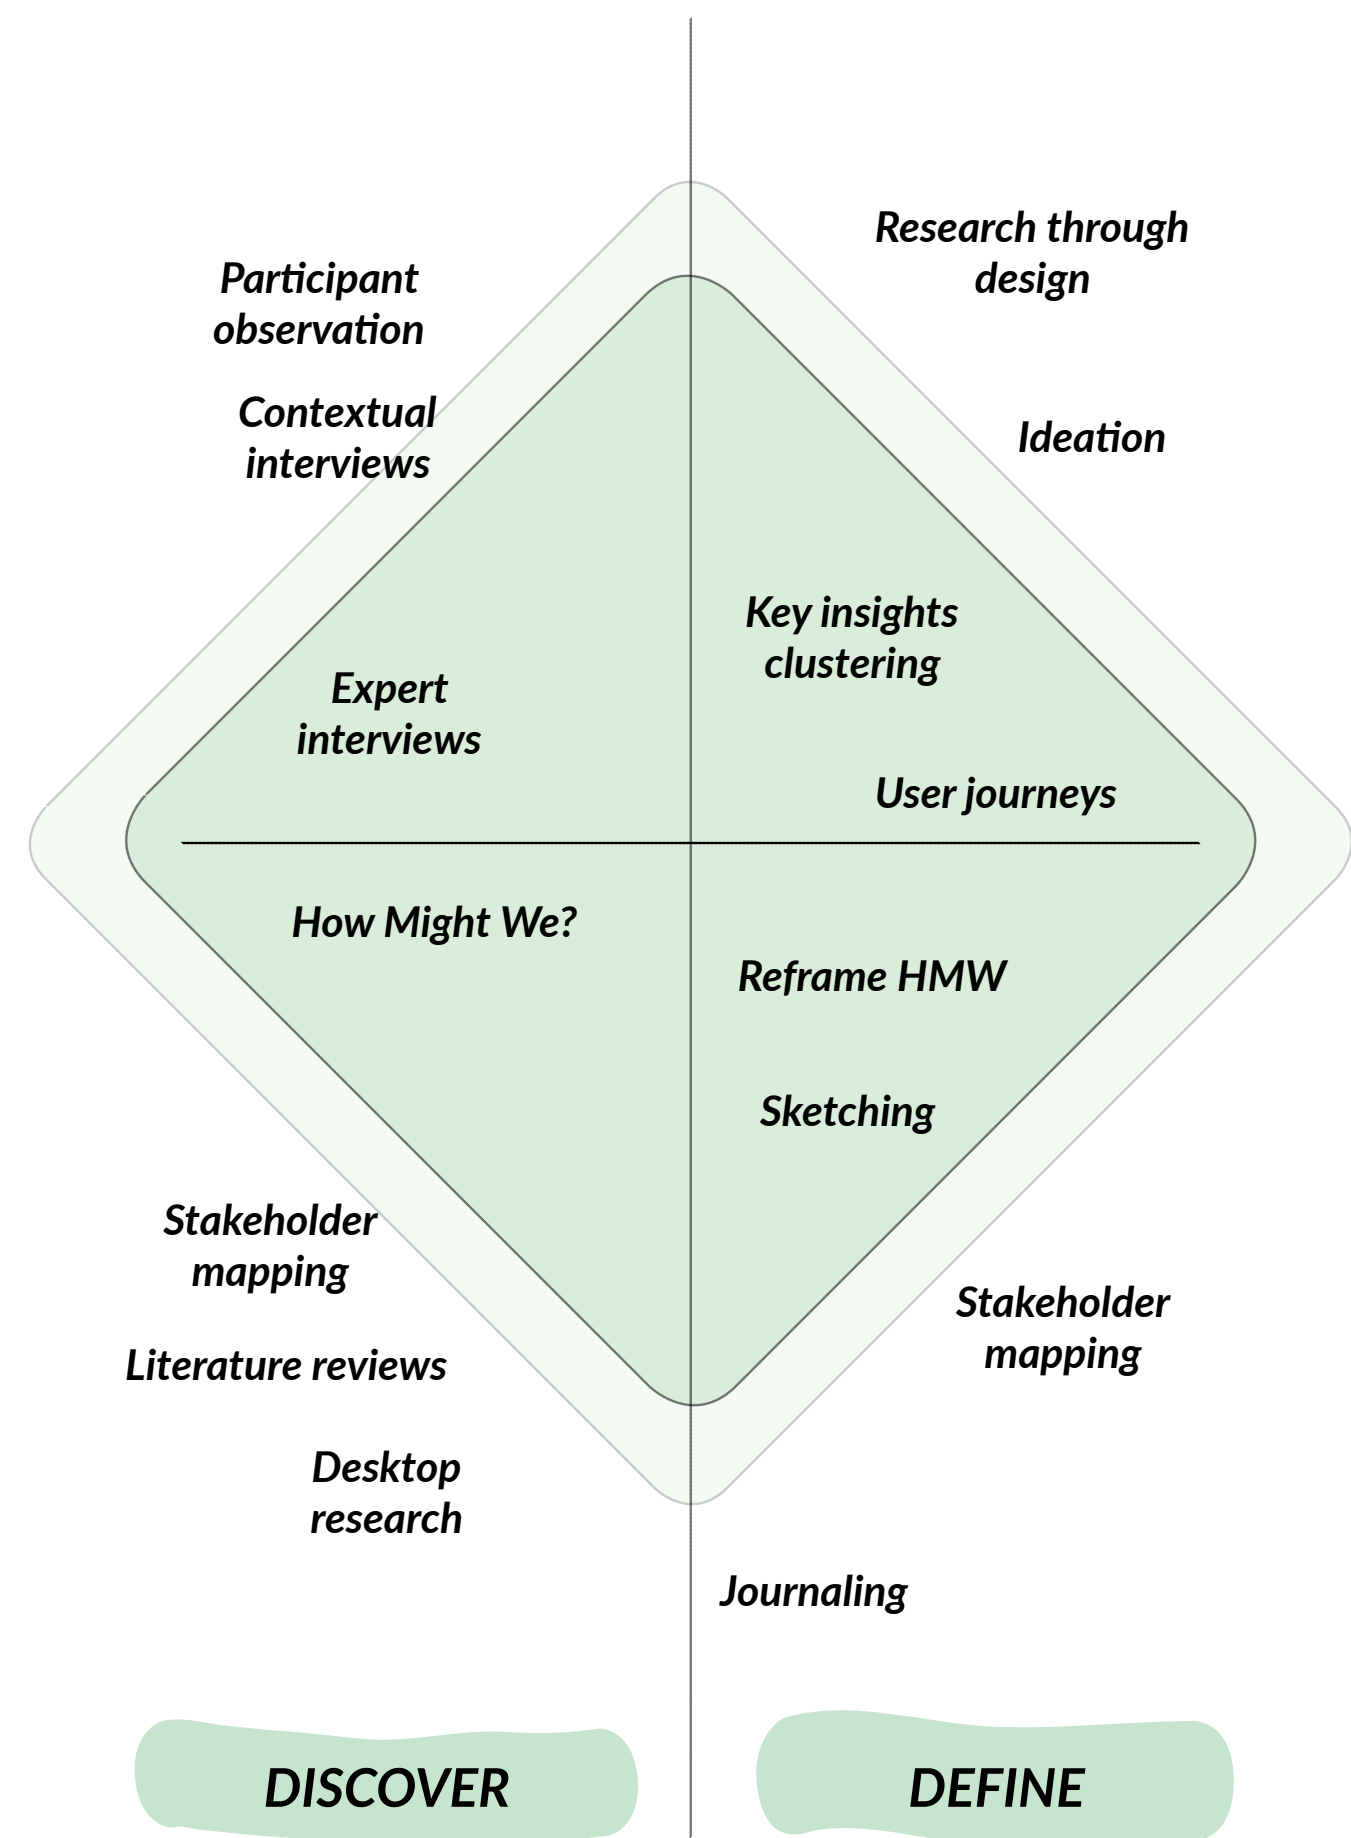 Participant
observation
Contextual
interviews
Expert
interviews
How Might We?
Stakeholder
mapping
Literature reviews
Desktop
research
DISCOVER
Research through
design
Ideation
Key insights
clustering
User journeys
Reframe HMW
Sketching
Stakeholder
mapping
Journaling
DEFINE